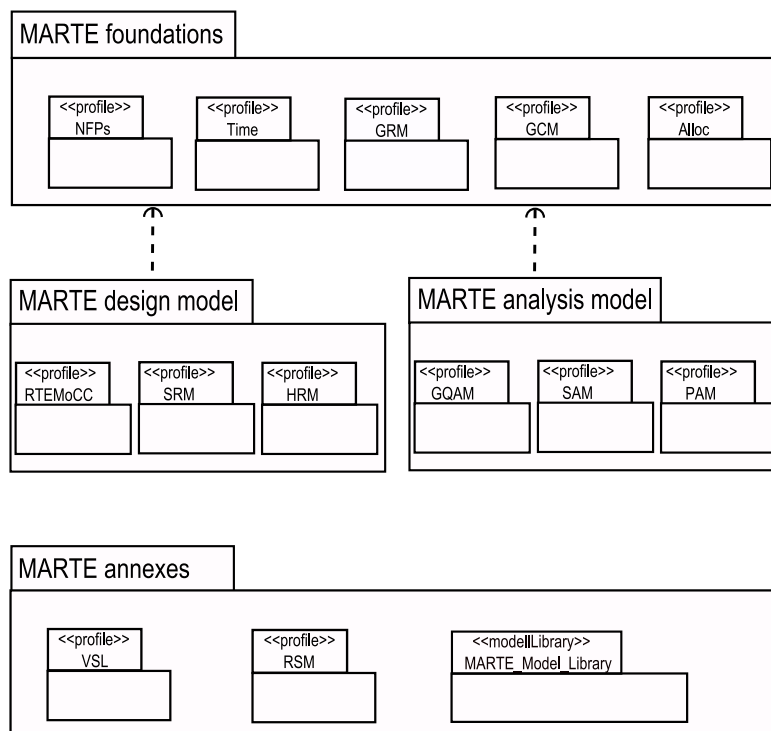 MARTE foundations
<<profile>>
NFPs
<<profile>>
Time
<<profile>>
GRM
<<profile>>
GCM
<<profile>>
Alloc
MARTE design model
<<profile>>
RTEMoCC
<<profile>>
SRM
<<profile>>
HRM
MARTE analysis model
<<profile>>
GQAM
<<profile>>
SAM
<<profile>>
PAM
MARTE annexes
<<profile>>
VSL
<<profile>>
RSM
<<modellLibrary>>
MARTE_Model_Library